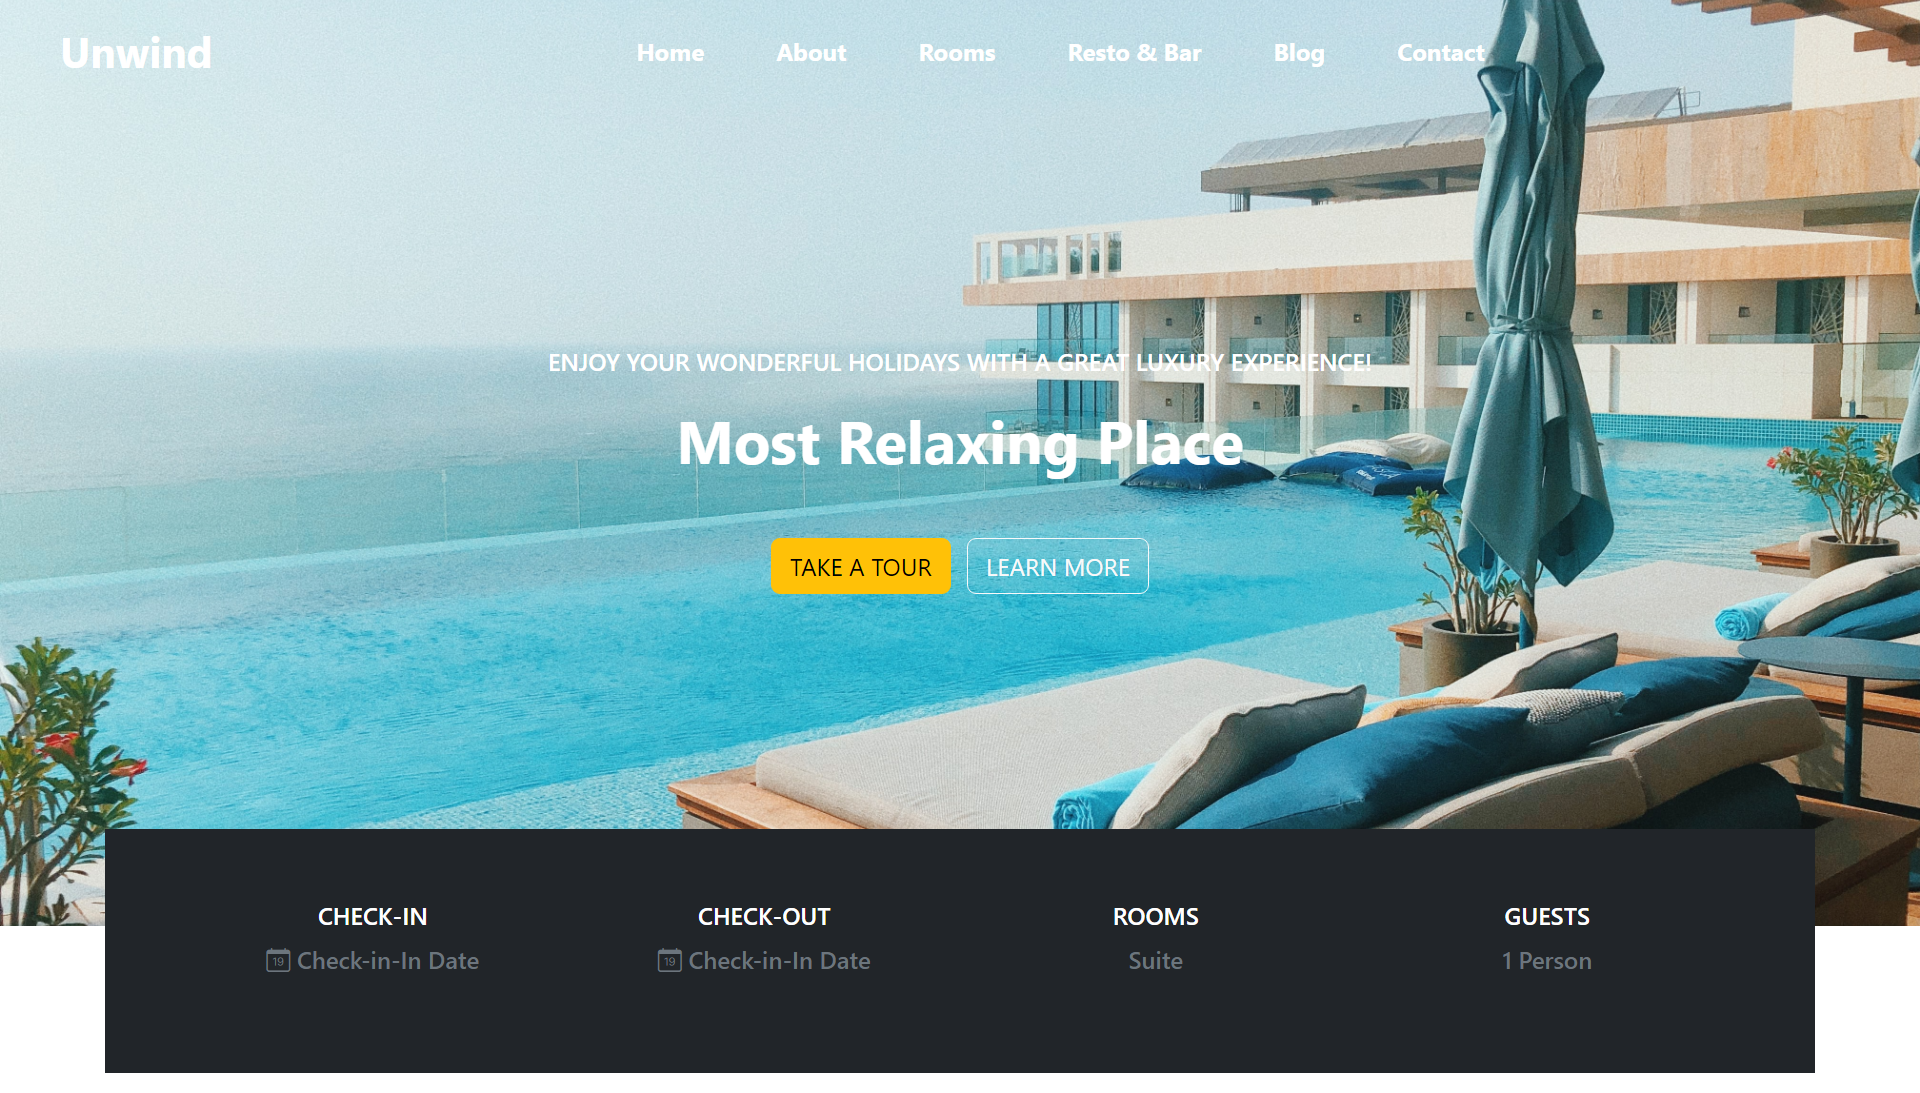 Unwind
Home About Rooms Resto & Bar Blog Contact
ENJOY YOUR WONDERFUL HOLIDAYS WITH A GREAT LUXURY EXPERIENCE!
Most Relaxing Place
TAKE A TOUR LEARN MORE
CHECK-IN CHECK-OUT ROOMS GUESTS
19 Check-in-In Date 19 Check-in-In Date Suite 1 Person